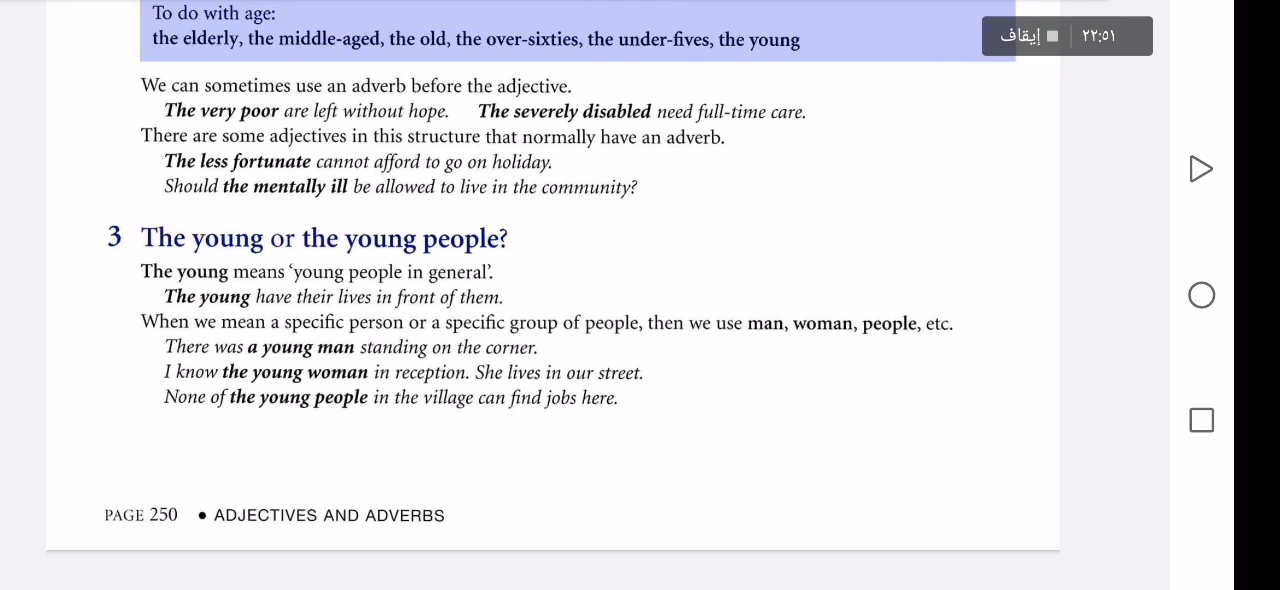 To do with age:
the elderly, the middle-aged, the old, the over-sixties, the under-fives, the young
إيقاف ٢٢:٥١
We can sometimes use an adverb before the adjective.
The very poor are left without hope. The severely disabled need full-time care.
There are some adjectives in this structure that normally have an adverb.
The less fortunate cannot afford to go on holiday.
Should the mentally ill be allowed to live in the community?
3 The young or the young people?
The young means ‘young people in general’.
The young have their lives in front of them.
When we mean a specific person or a specific group of people, then we use man, woman, people, etc.
There was a young man standing on the corner.
I know the young woman in reception. She lives in our street.
None of the young people in the village can find jobs here.
PAGE 250 • ADJECTIVES AND ADVERBS